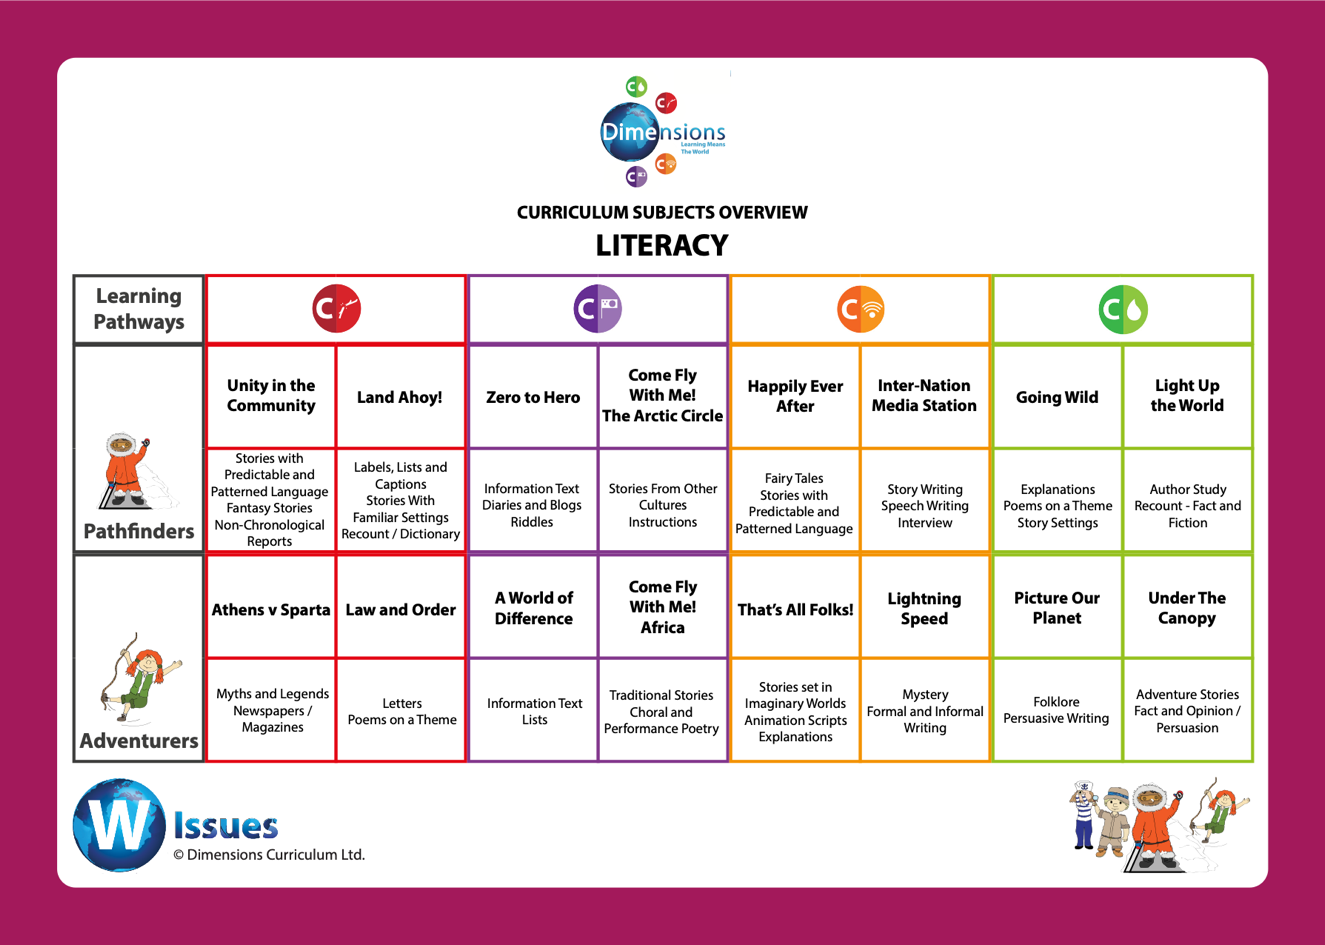 C
C
Dimensions
Learning Means
The World
C
C
CURRICULUM SUBJECTS OVERVIEW
LITERACY
Learning
Pathways
C
C
C
C
Pathfinders
Unity in the
Community
Land Ahoy!
Zero to Hero
Come Fly
With Me!
The Arctic Circle
Happily Ever
After
Inter-Nation
Media Station
Going Wild
Light Up
the World
Stories with
Predictable and
Patterned Language
Fantasy Stories
Non-Chronological
Reports
Labels, Lists and
Captions
Stories With
Familiar Settings
Recount / Dictionary
Information Text
Diaries and Blogs
Riddles
Stories From Other
Cultures
Instructions
Fairy Tales
Stories with
Predictable and
Patterned Language
Story Writing
Speech Writing
Interview
Explanations
Poems on a Theme
Story Settings
Author Study
Recount - Fact and
Fiction
Adventurers
Athens v Sparta
Law and Order
A World of
Difference
Come Fly
With Me!
Africa
That's All Folks!
Lightning
Speed
Picture Our
Planet
Under The
Canopy
Myths and Legends
Newspapers /
Magazines
Letters
Poems on a Theme
Information Text
Lists
Traditional Stories
Choral and
Performance Poetry
Stories set in
Imaginary Worlds
Animation Scripts
Explanations
Mystery
Formal and Informal
Writing
Folklore
Persuasive Writing
Adventure Stories
Fact and Opinion /
Persuasion
W Issues
© Dimensions Curriculum Ltd.